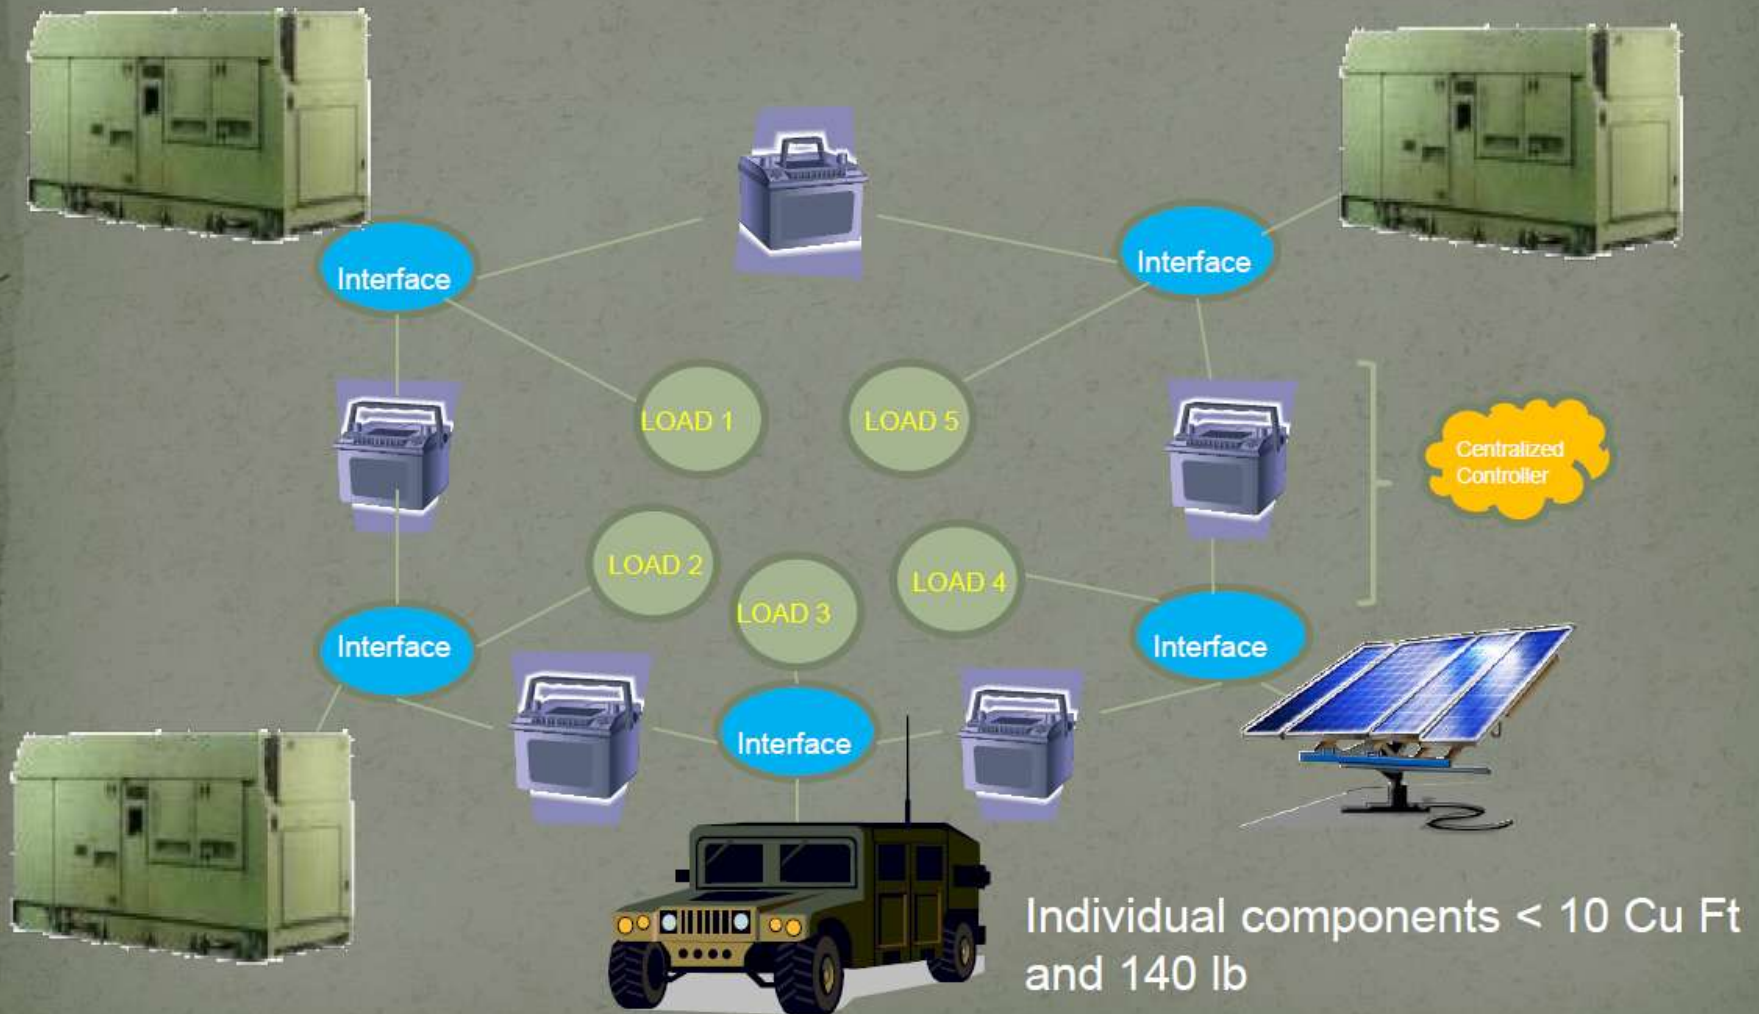 Interface
Interface
LOAD 1
LOAD 5
Centralized
Controller
LOAD 2
LOAD 3
LOAD 4
Interface
Interface
Interface
Individual components < 10 Cu Ft
and 140 lb